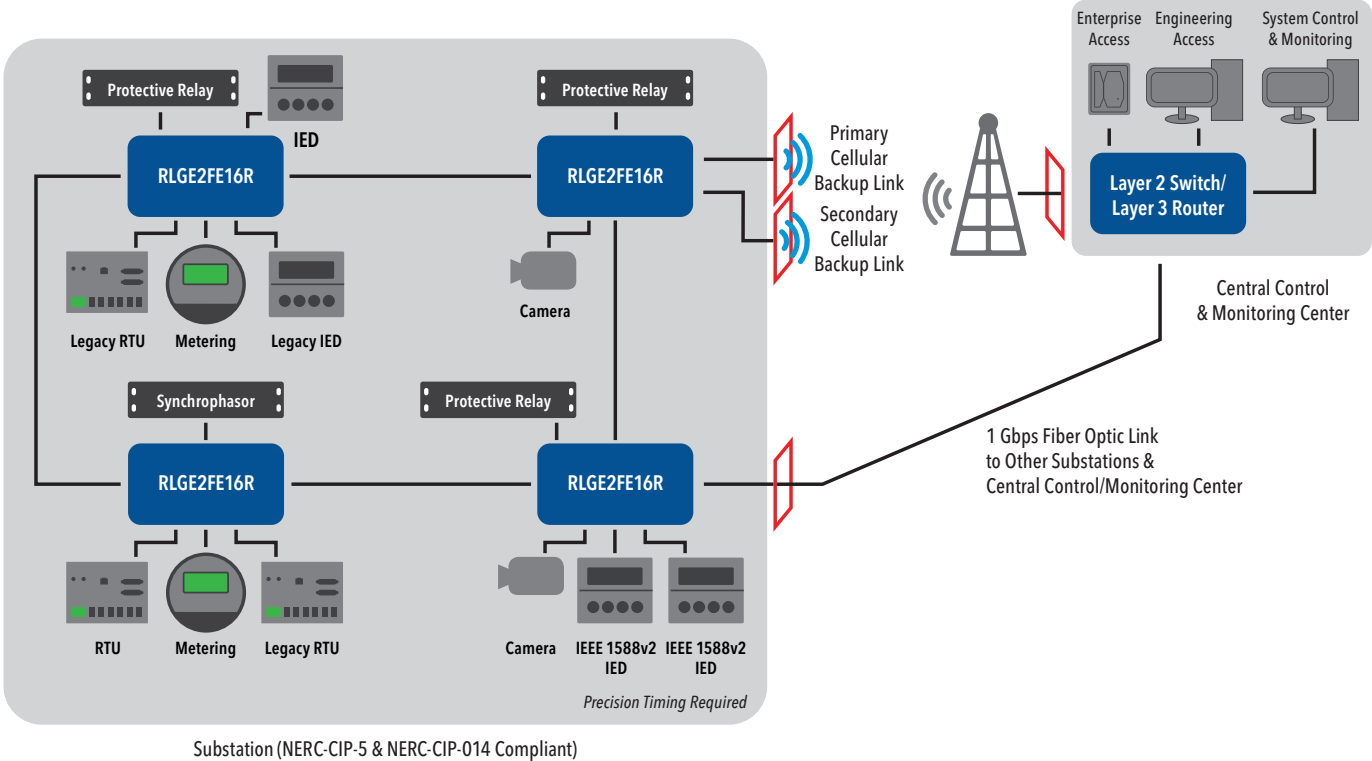 Enterprise
Access
Engineering
Access
System Control
& Monitoring
Protective Relay
IED
RLGE2FE16R
Legacy RTU
Metering
Legacy IED
Protective Relay
RLGE2FE16R
Camera
Primary
Cellular
Backup Link
Secondary
Cellular
Backup Link
Layer 2 Switch/
Layer 3 Router
Central Control
& Monitoring Center
Synchrophasor
RLGE2FE16R
RTU
Metering
Legacy RTU
Protective Relay
RLGE2FE16R
Camera
IEEE 1588v2
IED
IEEE 1588v2
IED
Precision Timing Required
1 Gbps Fiber Optic Link
to Other Substations &
Central Control/Monitoring Center
Substation (NERC-CIP-5 & NERC-CIP-014 Compliant)